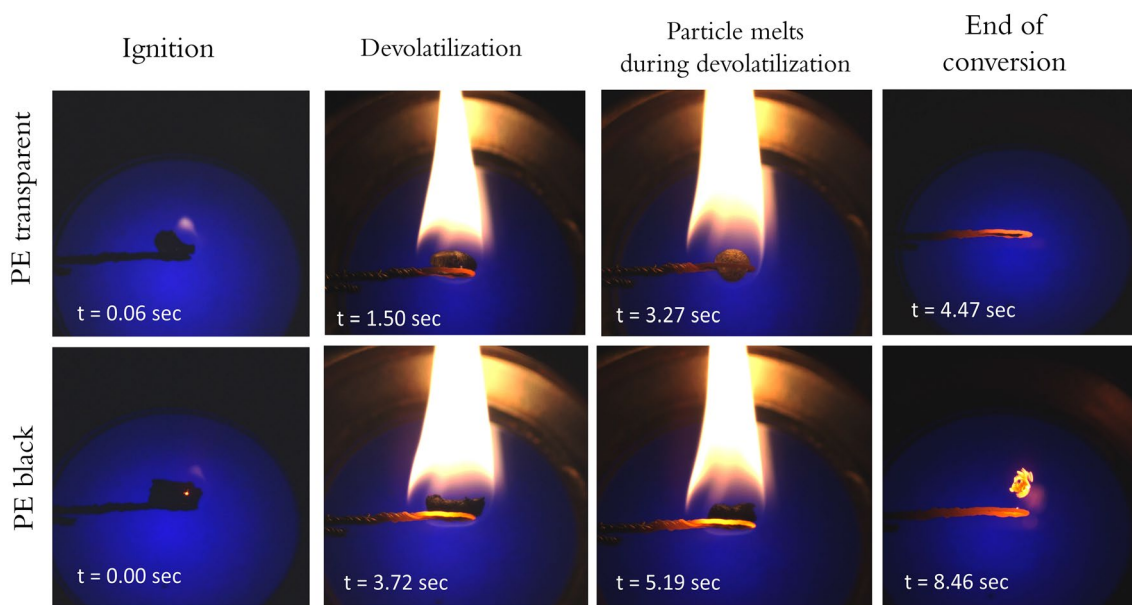 Ignition
Devolatilization
Particle melts
during devolatilization
End of
conversion
PE transparent
t = 0.06 sec
t = 1.50 sec
t = 3.27 sec
t = 4.47 sec
PE black
t = 0.00 sec
t = 3.72 sec
t = 5.19 sec
t = 8.46 sec